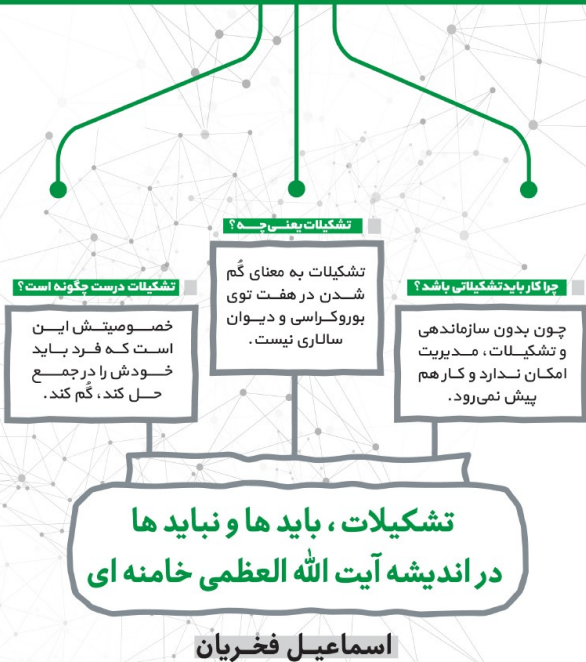 چرا کار باید تشکیلاتی باشد؟
چون بدون سازماندهی
و تشکیلات، مدیریت
امکان ندارد و کار هم
پیش نمی‌رود.
تشکیلات یعنی چه؟
تشکیلات به معنای گُم
شدن در هفت توی
بوروکراسی و دیوان
سالاری نیست.
تشکیلات درست چگونه است؟
خصوصیتش این
است که فرد باید
خودش را در جمع
حل کند، گُم کند.
تشکیلات ، باید ها و نباید ها
در اندیشه آیت الله العظمی خامنه ای
اسماعیل فخریان